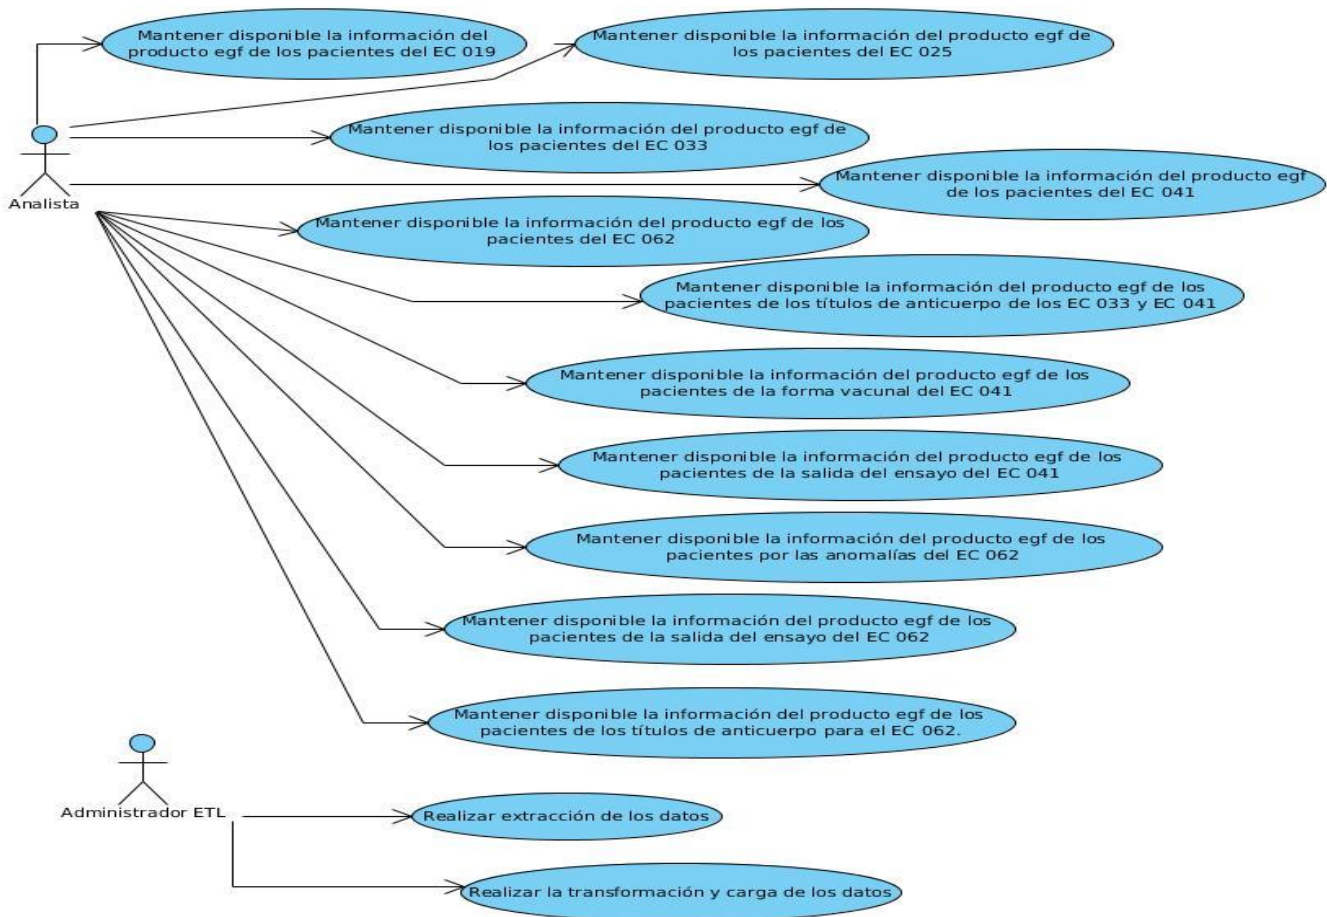 Mantener disponible la información del
producto egf de los pacientes del EC 019
Mantener disponible la información del producto egf de
los pacientes del EC 025
Mantener disponible la información del producto egf de
los pacientes del EC 033
Mantener disponible la información del producto egf
de los pacientes del EC 041
Analista
Mantener disponible la información del producto egf de los
pacientes del EC 062
Mantener disponible la información del producto egf de los
pacientes de los títulos de anticuerpo de los EC 033 y EC 041
Mantener disponible la información del producto egf de los
pacientes de la forma vacunal del EC 041
Mantener disponible la información del producto egf de los
pacientes de la salida del ensayo del EC 041
Mantener disponible la información del producto egf de los
pacientes por las anomalías del EC 062
Mantener disponible la información del producto egf de los
pacientes de la salida del ensayo del EC 062
Mantener disponible la información del producto egf de los
pacientes de los títulos de anticuerpo para el EC 062.
Administrador ETL
Realizar extracción de los datos
Realizar la transformación y carga de los datos